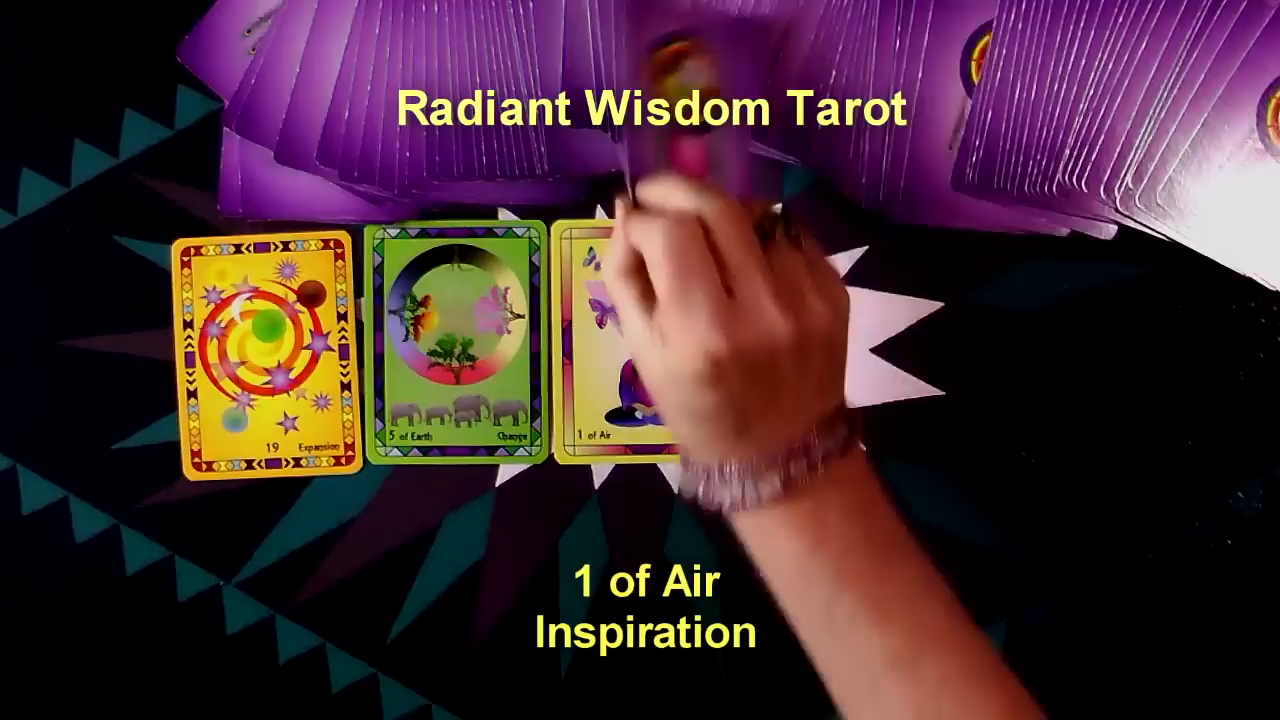 Radiant Wisdom Tarot
19 Expansion
5 of Earth Change
1 of Air
1 of Air
Inspiration